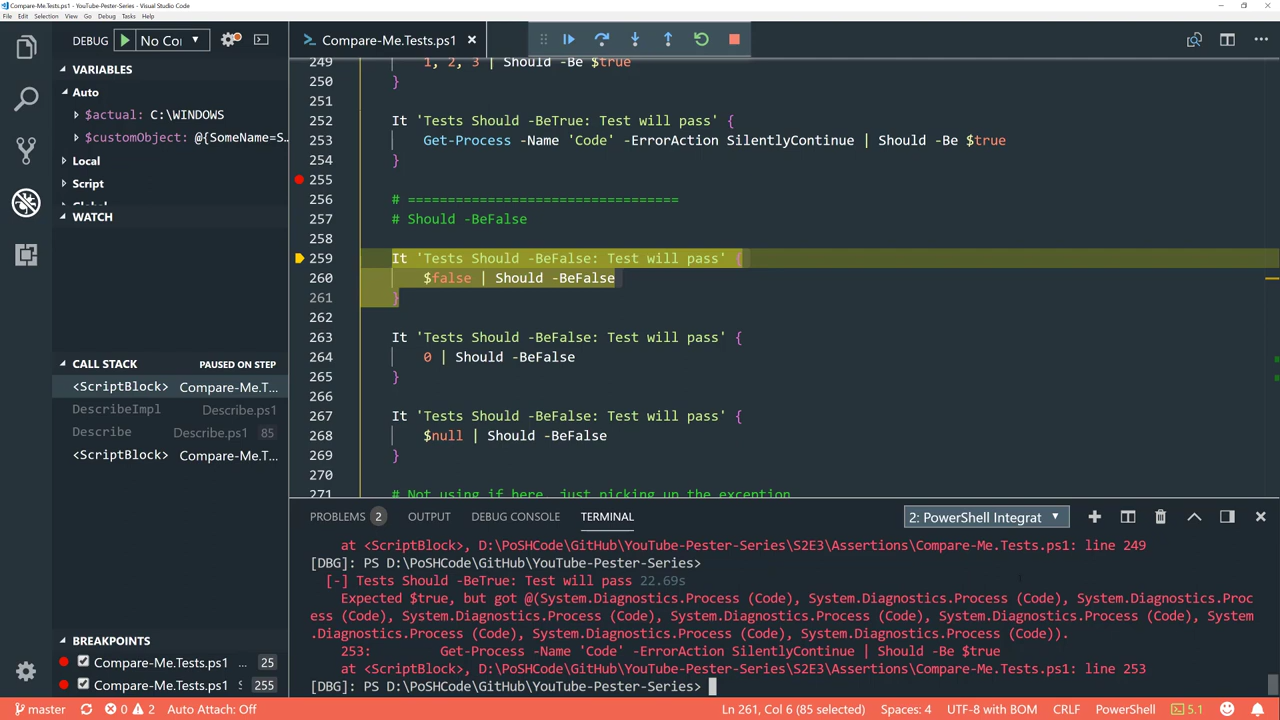 Compare-Me.Tests.ps1 - YouTube-Pester-Series - Visual Studio Code
File Edit Selection View Go Debug Tasks Help
DEBUG No Coi
Compare-Me.Tests.ps1
VARIABLES
Auto
$actual: C:\WINDOWS
$customObject: @{SomeName=S…
Local
Script
Global
WATCH
CALL STACK PAUSED ON STEP
<ScriptBlock> Compare-Me.T...
DescribeImpl Describe.ps1
Describe Describe.ps1 85
<ScriptBlock> Compare-Me.T...
BREAKPOINTS
Compare-Me.Tests.ps1 ... 25
Compare-Me.Tests.ps1 255
249 1, 2, 3 | Should -Be $true
250 }
251
252 It 'Tests Should -BeTrue: Test will pass' {
253 Get-Process -Name 'Code' -ErrorAction SilentlyContinue | Should -Be $true
254 }
255
256 # ==================================
257 # Should -BeFalse
258
259 It 'Tests Should -BeFalse: Test will pass' {
260 $false | Should -BeFalse
261 }
262
263 It 'Tests Should -BeFalse: Test will pass' {
264 0 | Should -BeFalse
265 }
266
267 It 'Tests Should -BeFalse: Test will pass' {
268 $null | Should -BeFalse
269 }
270
271 # Not using if here, just picking up the exception
PROBLEMS 2 OUTPUT DEBUG CONSOLE TERMINAL 2: PowerShell Integrat
at <ScriptBlock>, D:\PoSHCode\GitHub\YouTube-Pester-Series\S2E3\Assertions\Compare-Me.Tests.ps1: line 249
[DBG]: PS D:\PoSHCode\GitHub\YouTube-Pester-Series>
[-] Tests Should -BeTrue: Test will pass 22.69s
Expected $true, but got @(System.Diagnostics.Process (Code), System.Diagnostics.Process (Code), System.Diagnostics.Proc
ess (Code), System.Diagnostics.Process (Code), System.Diagnostics.Process (Code), System.Diagnostics.Process (Code), System
.Diagnostics.Process (Code), System.Diagnostics.Process (Code), System.Diagnostics.Process (Code)).
253: Get-Process -Name 'Code' -ErrorAction SilentlyContinue | Should -Be $true
at <ScriptBlock>, D:\PoSHCode\GitHub\YouTube-Pester-Series\S2E3\Assertions\Compare-Me.Tests.ps1: line 253
[DBG]: PS D:\PoSHCode\GitHub\YouTube-Pester-Series>
master 0 2 Auto Attach: Off Ln 261, Col 6 (85 selected) Spaces: 4 UTF-8 with BOM CRLF PowerShell 5.1